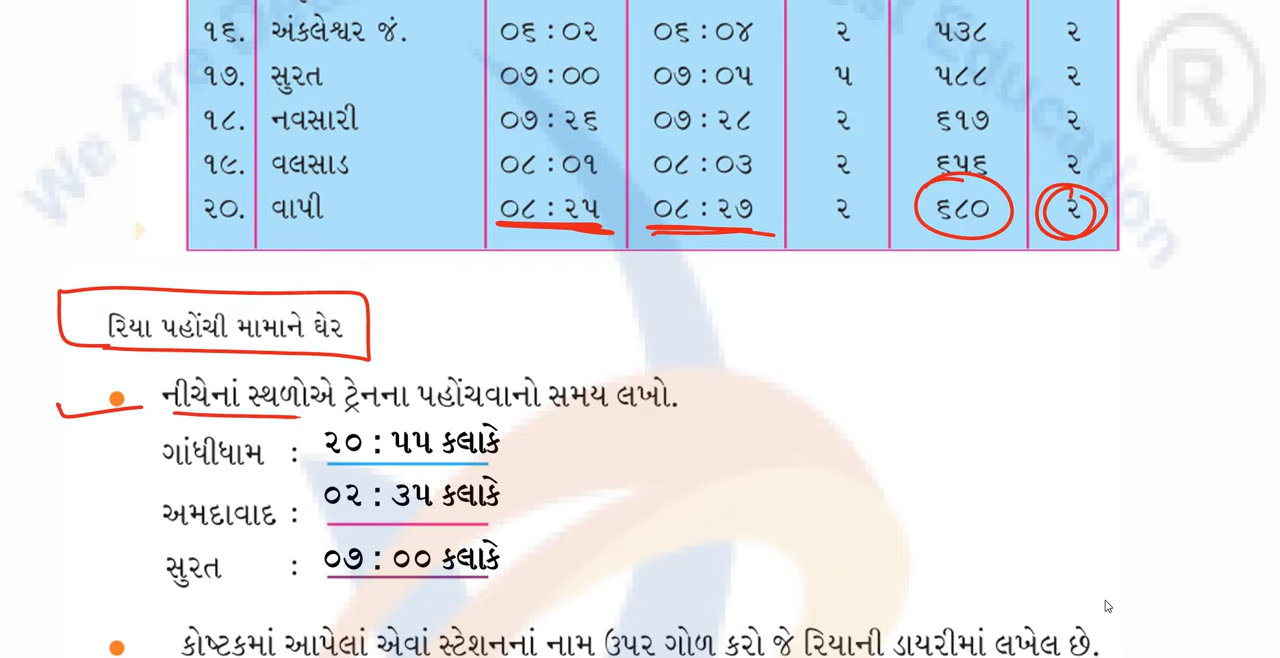 ૧૬. અંકલેશ્વર જં. ૦૬ : ૦૨ ૦૬ : ૦૪ ૨ ૫૩૮ ૨
૧૭. સુરત ૦૭ : ૦૦ ૦૭ : ૦૫ ૫ ૫૮૮ ૨
૧૮. નવસારી ૦૭ : ૨૬ ૦૭ : ૨૮ ૨ ૬૧૭ ૨
૧૯. વલસાડ ૦૮ : ૦૧ ૦૮ : ૦૩ ૨ ૬૫૬ ૨
૨૦. વાપી ૦૮ : ૨૫ ૦૮ : ૨૭ ૨ ૬૮૦ ૨
We Are
Education
R
રિયા પહોંચી મામાને ઘેર
નીચેનાં સ્થળોએ ટ્રેનના પહોંચવાનો સમય લખો.
ગાંધીધામ : ૨૦ : ૫૫ કલાકે
અમદાવાદ : ૦૨ : ૩૫ કલાકે
સુરત : ૦૭ : ૦૦ કલાકે
કોષ્ટકમાં આપેલાં એવાં સ્ટેશનનાં નામ ઉપર ગોળ કરો જે રિયાની ડાયરીમાં લખેલ છે.